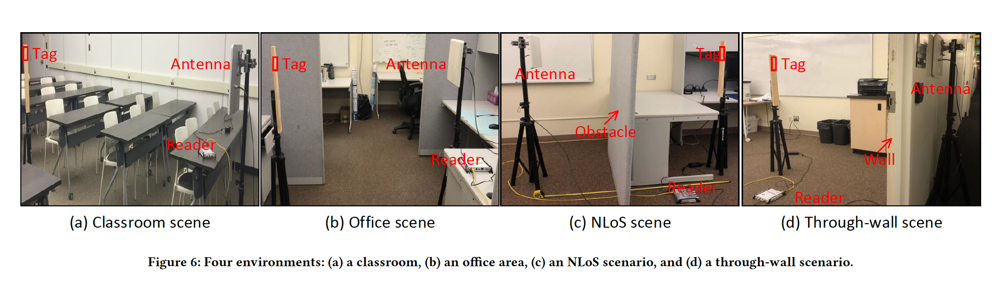 Tag
Antenna
Reader
Tag
Antenna
Reader
Antenna
Tag
Obstacle
Reader
Tag
Antenna
Wall
Reader
(a) Classroom scene
(b) Office scene
(c) NLoS scene
(d) Through-wall scene
Figure 6: Four environments: (a) a classroom, (b) an office area, (c) an NLoS scenario, and (d) a through-wall scenario.